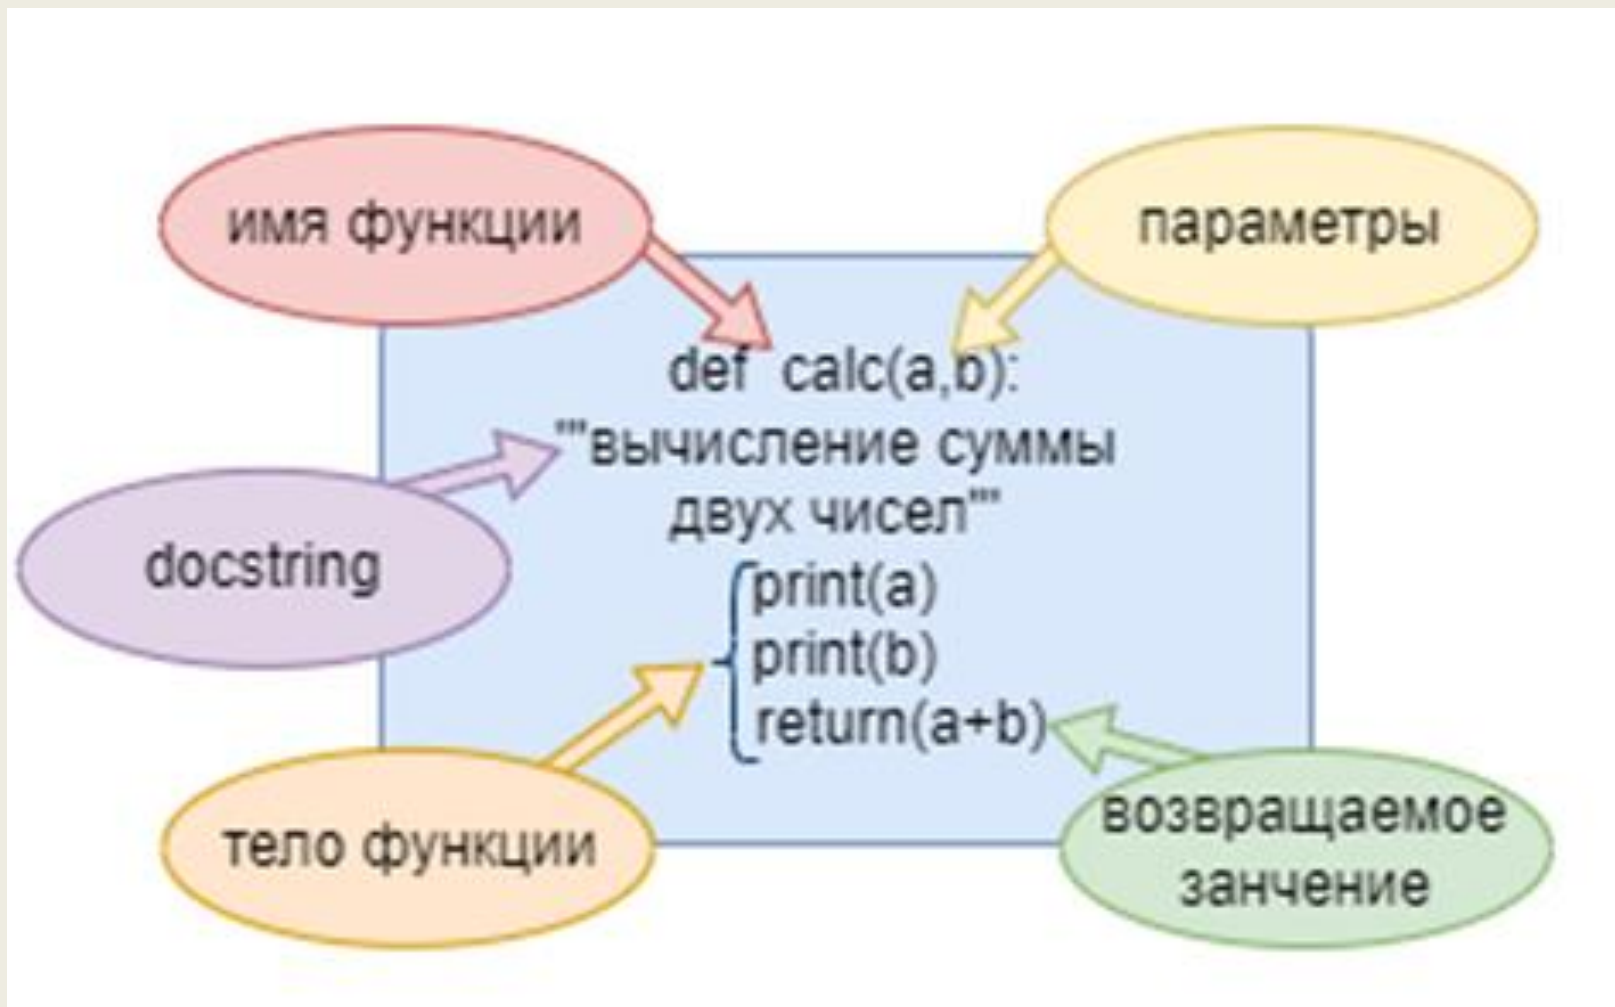 имя функции
параметры
def calc(a,b):
'''вычисление суммы
двух чисел'''
docstring
print(a)
print(b)
return(a+b)
тело функции
возвращаемое
занчение